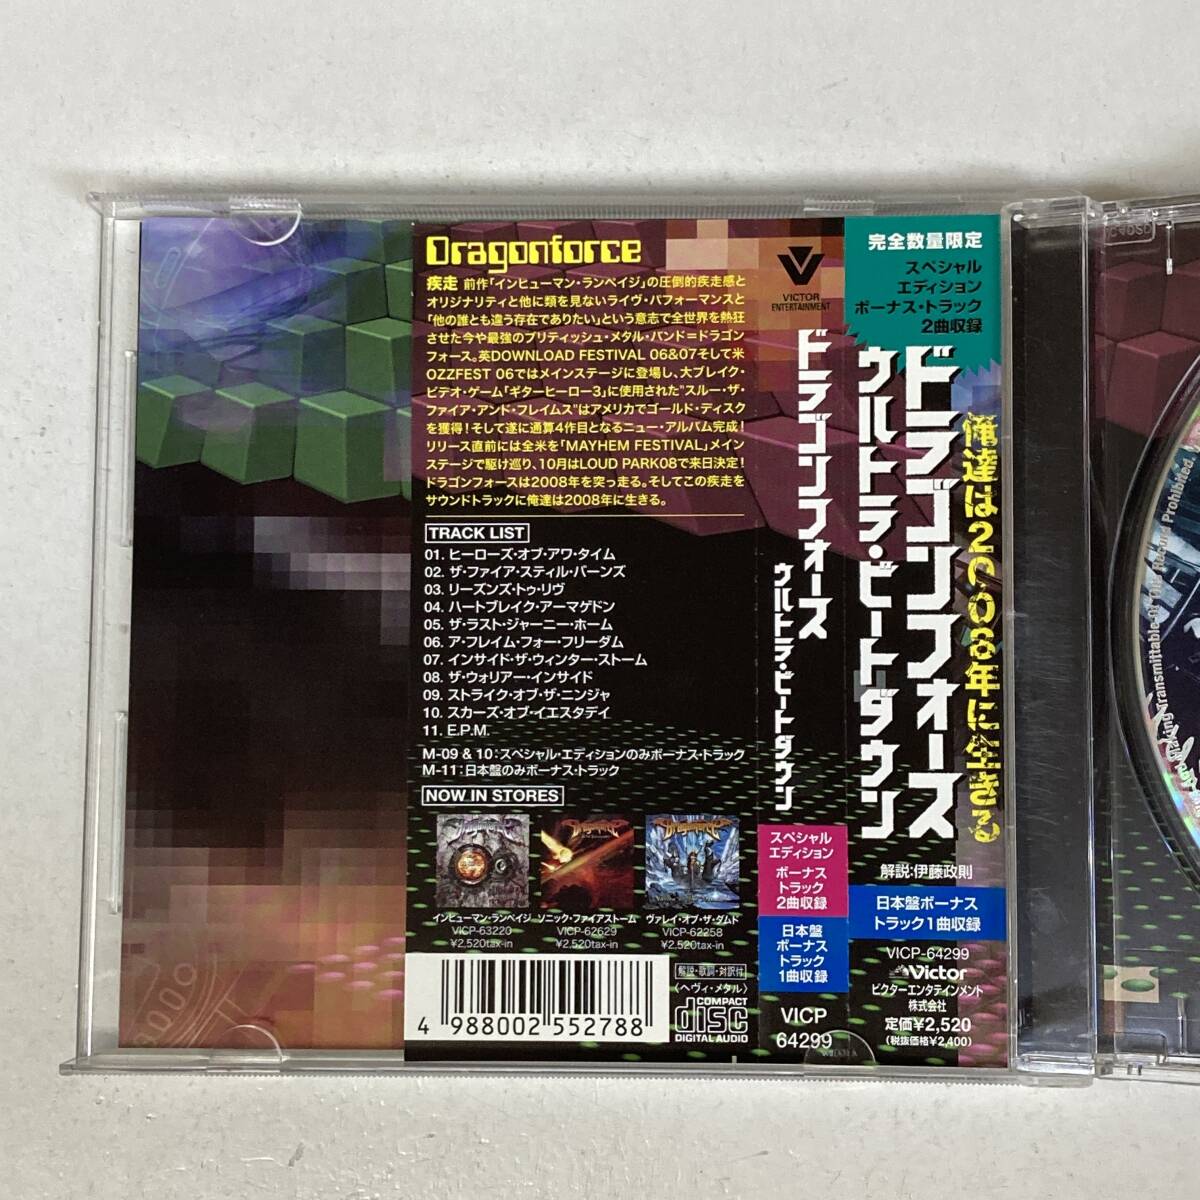 Dragonforce
疾走 前作「インヒューマン・ランペイジ」の圧倒的疾走感と
オリジナリティと他に類を見ないライヴ・パフォーマンスと
「他の誰とも違う存在でありたい」という意志で全世界を熱狂
させた今や最強のブリティッシュ・メタル・バンド=ドラゴン
フォース。英DOWNLOAD FESTIVAL 06&07そして米
OZZFEST 06ではメインステージに登場し、大ブレイク・
ビデオ・ゲーム「ギターヒーロー3」に使用された"スルー・ザ・
ファイア・アンド・フレイムス"はアメリカでゴールド・ディスク
を獲得!そして遂に通算4作目となるニュー・アルバム完成!
リリース直前には全米を「MAYHEM FESTIVAL」メイン
ステージで駆け巡り、10月はLOUD PARK08で来日決定!
ドラゴンフォースは2008年を突っ走る。そしてこの疾走を
サウンドトラックに俺達は2008年に生きる。
TRACK LIST
01. ヒーローズ・オブ・アワ・タイム
02. ザ・ファイア・スティル・バーンズ
03. リーズンズ・トゥ・リヴ
04. ハートブレイク・アーマゲドン
05. ザ・ラスト・ジャーニー・ホーム
06. ア・フレイム・フォー・フリーダム
07. インサイド・ザ・ウィンター・ストーム
08. ザ・ウォリアー・インサイド
09. ストライク・オブ・ザ・ニンジャ
10. スカーズ・オブ・イエスタデイ
11. E.P.M.
M-09 & 10:スペシャル・エディションのみボーナス・トラック
M-11:日本盤のみボーナス・トラック
NOW IN STORES
インヒューマン・ランペイジ
VICP-63220
¥2,520tax-in
ソニック・ファイアストーム
VICP-62629
¥2,520tax-in
ヴァレイ・オブ・ザ・ダムド
VICP-62258
¥2,520tax-in
4 988002 552788
解説・歌詞・対訳付
〈ヘヴィ・メタル〉
COMPACT
disc
DIGITAL AUDIO
VICTOR
ENTERTAINMENT
ドラゴンフォース
ウルトラ・ビートダウン
スペシャル
エディション
ボーナス
トラック
2曲収録
日本盤
ボーナス
トラック
1曲収録
VICP
64299
完全数量限定
スペシャル
エディション
ボーナス・トラック
2曲収録
俺達は2008年に生きる
ドラゴンフォース
ウルトラ・ビートダウン
解説:伊藤政則
日本盤ボーナス
トラック1曲収録
VICP-64299
Victor
ビクターエンタテインメント
株式会社
定価¥2,520
(税抜価格¥2,400)